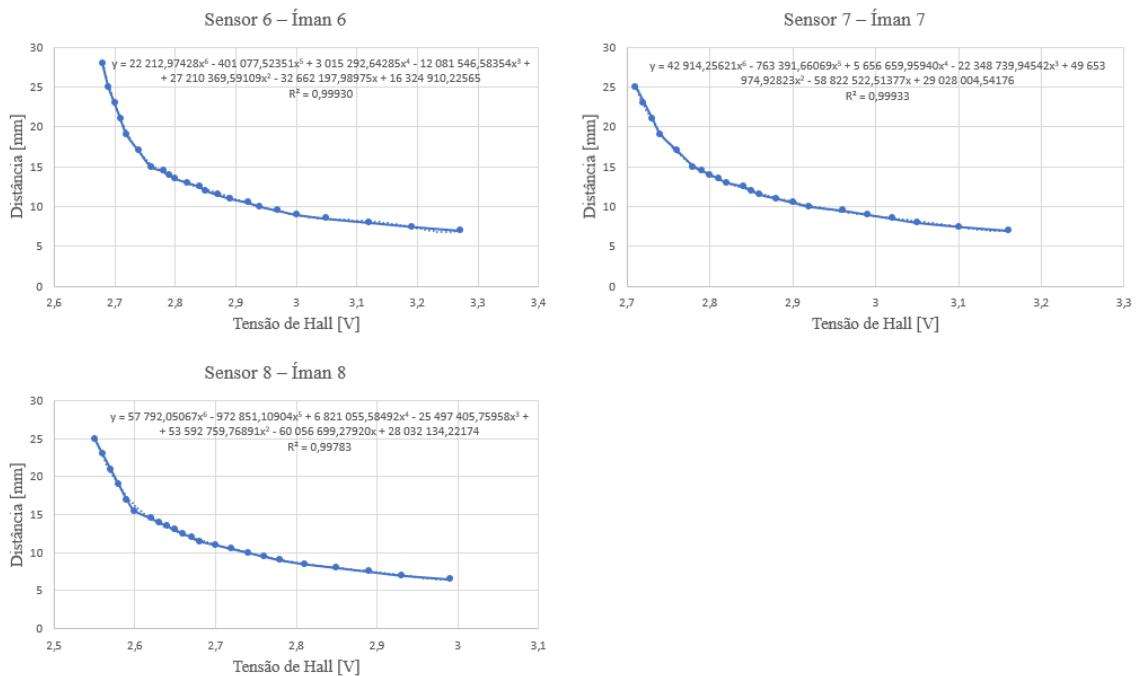 Sensor 6 – Íman 6
y = 22 212,97428x⁶ - 401 077,52351x⁵ + 3 015 292,64285x⁴ - 12 081 546,58354x³ +
+ 27 210 369,59109x² - 32 662 197,98975x + 16 324 910,22565
R² = 0,99930
Distância [mm]
30
25
20
15
10
5
0
2,6 2,7 2,8 2,9 3 3,1 3,2 3,3 3,4
Tensão de Hall [V]
Sensor 7 – Íman 7
y = 42 914,25621x⁶ - 763 391,66069x⁵ + 5 656 659,95940x⁴ - 22 348 739,94542x³ + 49 653
974,92823x² - 58 822 522,51377x + 29 028 004,54176
R² = 0,99933
Distância [mm]
30
25
20
15
10
5
0
2,7 2,8 2,9 3 3,1 3,2 3,3
Tensão de Hall [V]
Sensor 8 – Íman 8
y = 57 792,05067x⁶ - 972 851,10904x⁵ + 6 821 055,58492x⁴ - 25 497 405,75958x³ +
+ 53 592 759,76891x² - 60 056 699,27920x + 28 032 134,22174
R² = 0,99783
Distância [mm]
30
25
20
15
10
5
0
2,5 2,6 2,7 2,8 2,9 3 3,1
Tensão de Hall [V]